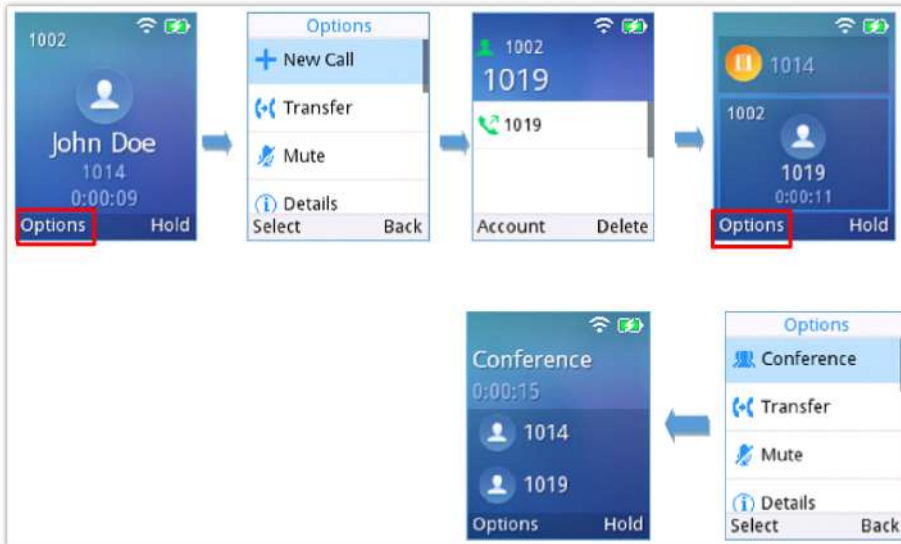 1002
John Doe
1014
0:00:09
Options Hold
Options
New Call
Transfer
Mute
Details
Select Back
1002
1019
1019
Account Delete
1014
1002
1019
0:00:11
Options Hold
Conference
0:00:15
1014
1019
Options Hold
Options
Conference
Transfer
Mute
Details
Select Back